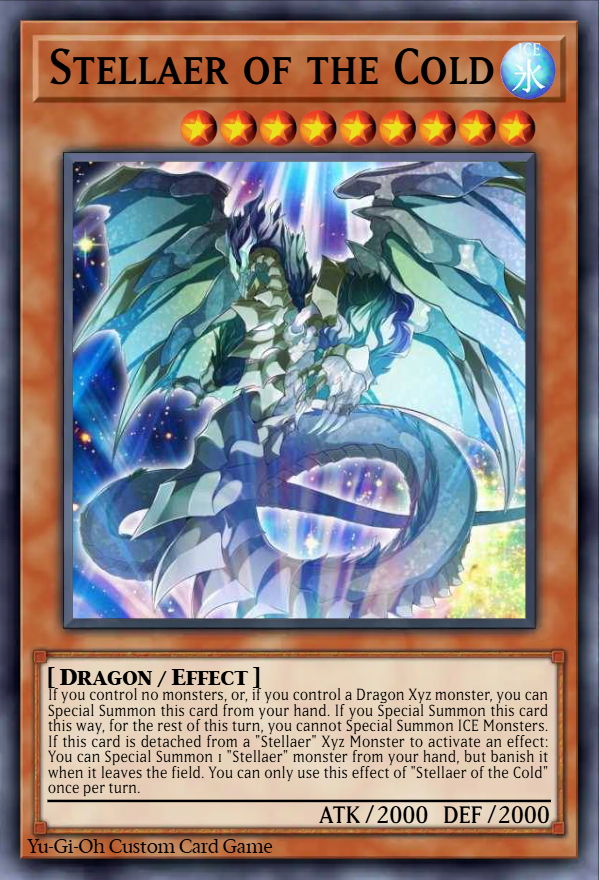 Stellaer of the Cold
ICE
氷
[ Dragon / Effect ]
If you control no monsters, or, if you control a Dragon Xyz monster, you can
Special Summon this card from your hand. If you Special Summon this card
this way, for the rest of this turn, you cannot Special Summon ICE Monsters.
If this card is detached from a "Stellaer" Xyz Monster to activate an effect:
You can Special Summon 1 "Stellaer" monster from your hand, but banish it
when it leaves the field. You can only use this effect of "Stellaer of the Cold"
once per turn.
ATK / 2000 DEF / 2000
Yu-Gi-Oh Custom Card Game